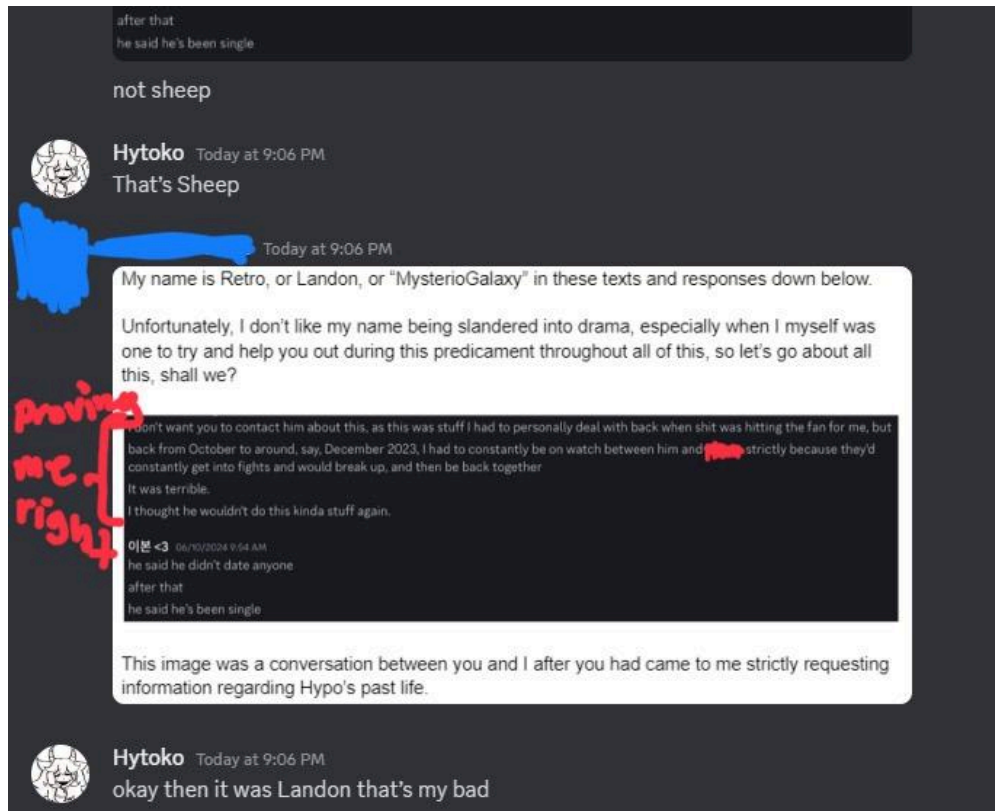 after that
he said he's been single
not sheep
Hytoko Today at 9:06 PM
That's Sheep
Today at 9:06 PM
My name is Retro, or Landon, or “MysterioGalaxy” in these texts and responses down below.
Unfortunately, I don't like my name being slandered into drama, especially when I myself was
one to try and help you out during this predicament throughout all of this, so let's go about all
this, shall we?
proving
me
right
I don't want you to contact him about this, as this was stuff I had to personally deal with back when shit was hitting the fan for me, but
back from October to around, say, December 2023, I had to constantly be on watch between him and strictly because they'd
constantly get into fights and would break up, and then be back together
It was terrible.
I thought he wouldn't do this kinda stuff again.
이본 <3 06/10/2024 9:54 AM
he said he didn't date anyone
after that
he said he's been single
This image was a conversation between you and I after you had came to me strictly requesting
information regarding Hypo's past life.
Hytoko Today at 9:06 PM
okay then it was Landon that's my bad